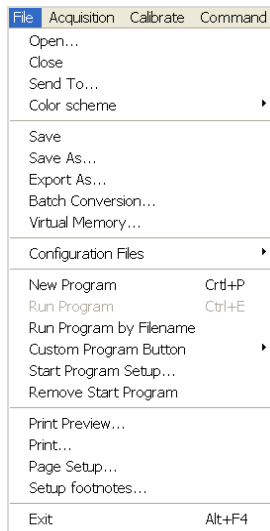 File Acquisition Calibrate Command
Open...
Close
Send To...
Color scheme
Save
Save As...
Export As...
Batch Conversion...
Virtual Memory...
Configuration Files
New Program Crtl+P
Run Program Ctrl+E
Run Program by Filename
Custom Program Button
Start Program Setup...
Remove Start Program
Print Preview...
Print...
Page Setup...
Setup footnotes...
Exit Alt+F4